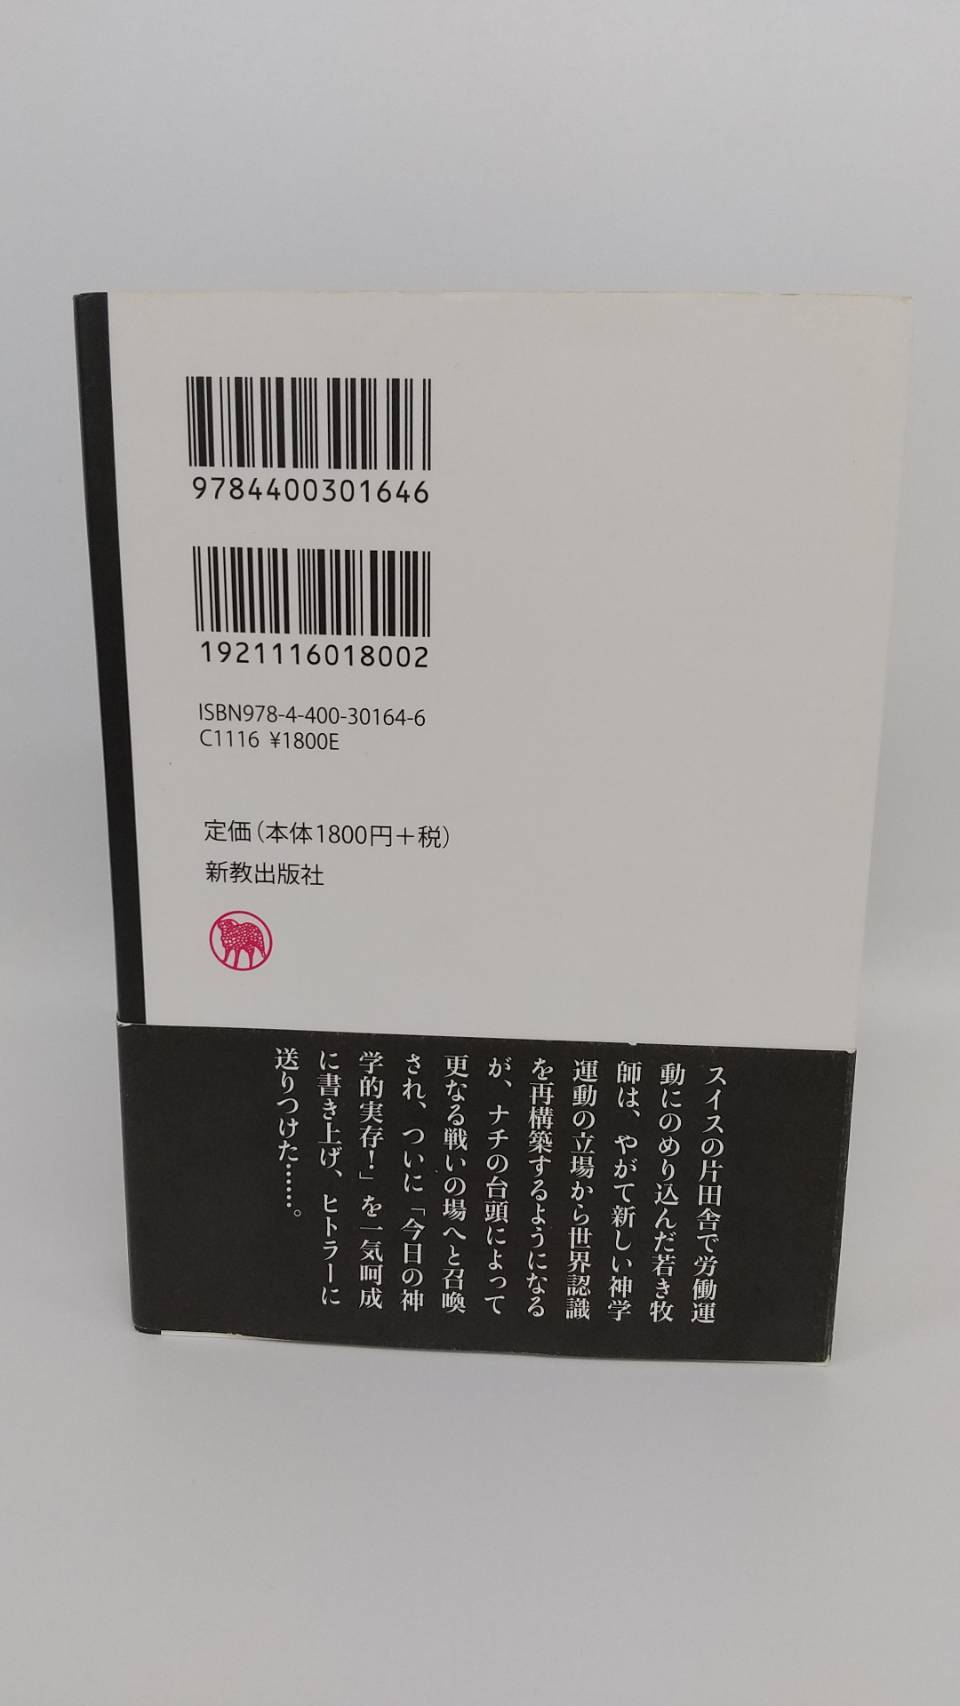 9784400301646
1921116018002
ISBN978-4-400-30164-6
C1116 ¥1800E
定価(本体1800円+税)
新教出版社
スイスの片田舎で労働運
動にのめり込んだ若き牧
師は、やがて新しい神学
運動の立場から世界認識
を再構築するようになる
が、ナチの台頭によって
更なる戦いの場へと召喚
され、ついに「今日の神
学的実存!」を一気呵成
に書き上げ、ヒトラーに
送りつけた……。